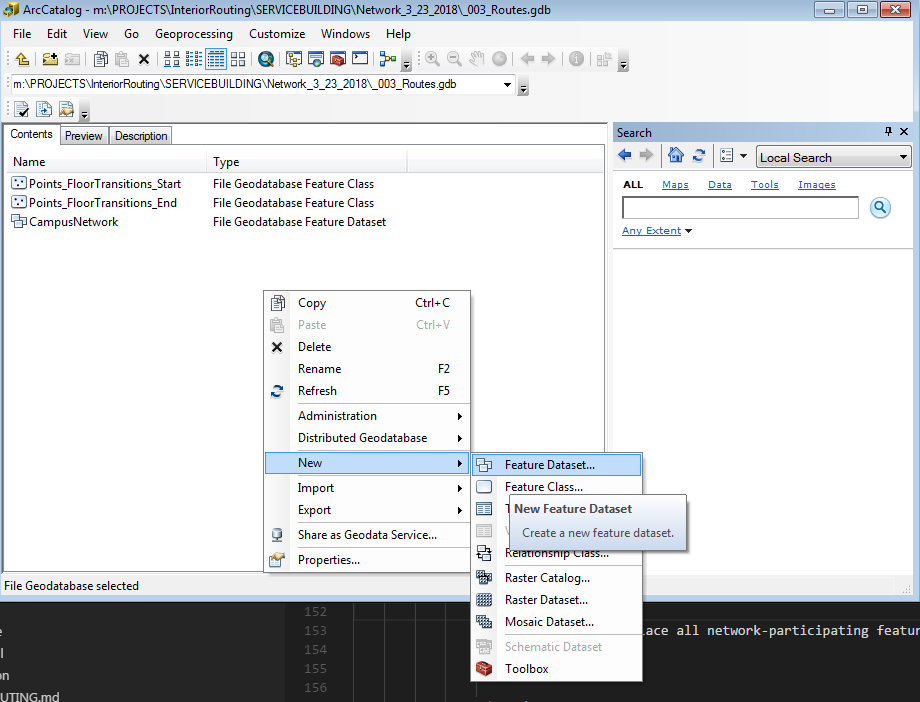 ArcCatalog - m:\PROJECTS\InteriorRouting\SERVICEBUILDING\Network_3_23_2018\_003_Routes.gdb
File Edit View Go Geoprocessing Customize Windows Help
m:\PROJECTS\InteriorRouting\SERVICEBUILDING\Network_3_23_2018\_003_Routes.gdb
Contents Preview Description
Name Type
Points_FloorTransitions_Start File Geodatabase Feature Class
Points_FloorTransitions_End File Geodatabase Feature Class
CampusNetwork File Geodatabase Feature Dataset
Search
Local Search
ALL Maps Data Tools Images
Any Extent
Copy Ctrl+C
Paste Ctrl+V
Delete
Rename F2
Refresh F5
Administration
Distributed Geodatabase
New
Import
Export
Share as Geodata Service...
Properties...
Feature Dataset...
Feature Class...
New Feature Dataset
Create a new feature dataset.
Relationship Class...
Raster Catalog...
Raster Dataset...
Mosaic Dataset...
Schematic Dataset
Toolbox
File Geodatabase selected
152
153 ace all network-participating featur
154
155
156
UTING.md